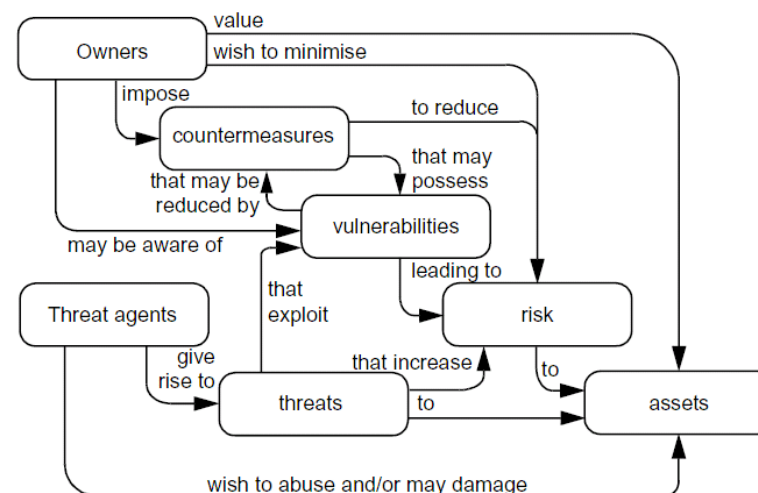 value
Owners
wish to minimise
impose
to reduce
countermeasures
that may
possess
that may be
reduced by
vulnerabilities
may be aware of
leading to
that
exploit
Threat agents
risk
give
rise to
that increase
to
threats
to
assets
wish to abuse and/or may damage